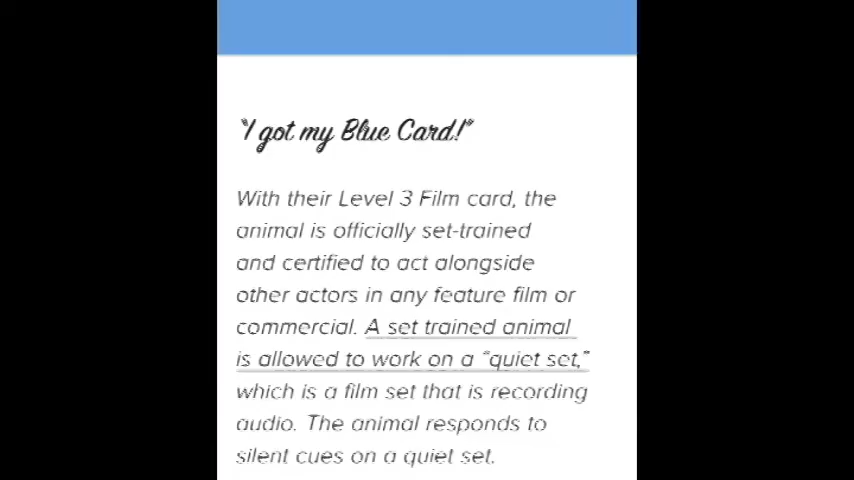 "I got my Blue Card!"
With their Level 3 Film card, the
animal is officially set-trained
and certified to act alongside
other actors in any feature film or
commercial. A set trained animal
is allowed to work on a "quiet set,"
which is a film set that is recording
audio. The animal responds to
silent cues on a quiet set.